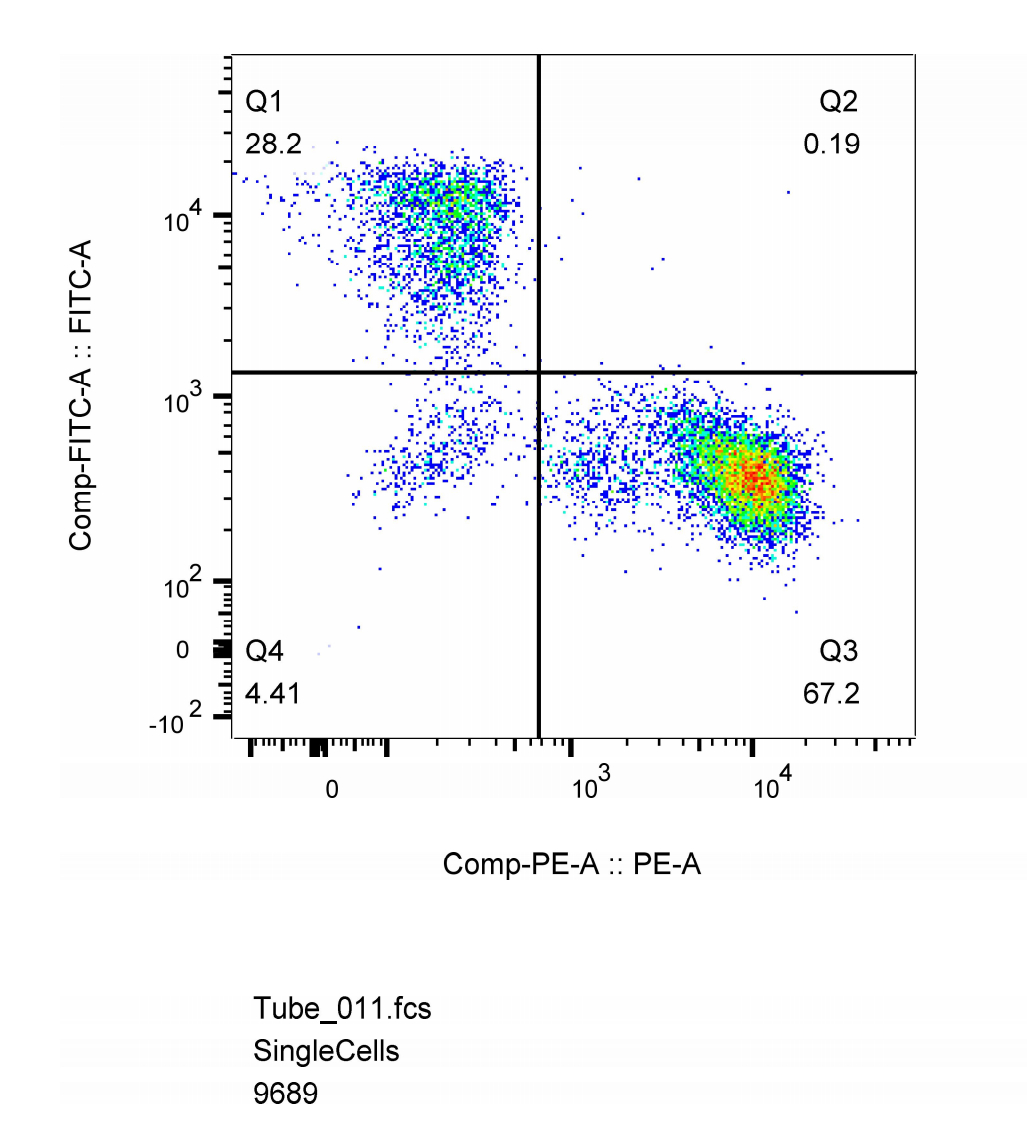 Q1
28.2
Q2
0.19
10^4
10^3
10^2
0
-10^2
Comp-FITC-A :: FITC-A
Q4
4.41
Q3
67.2
0
10^3
10^4
Comp-PE-A :: PE-A
Tube_011.fcs
SingleCells
9689